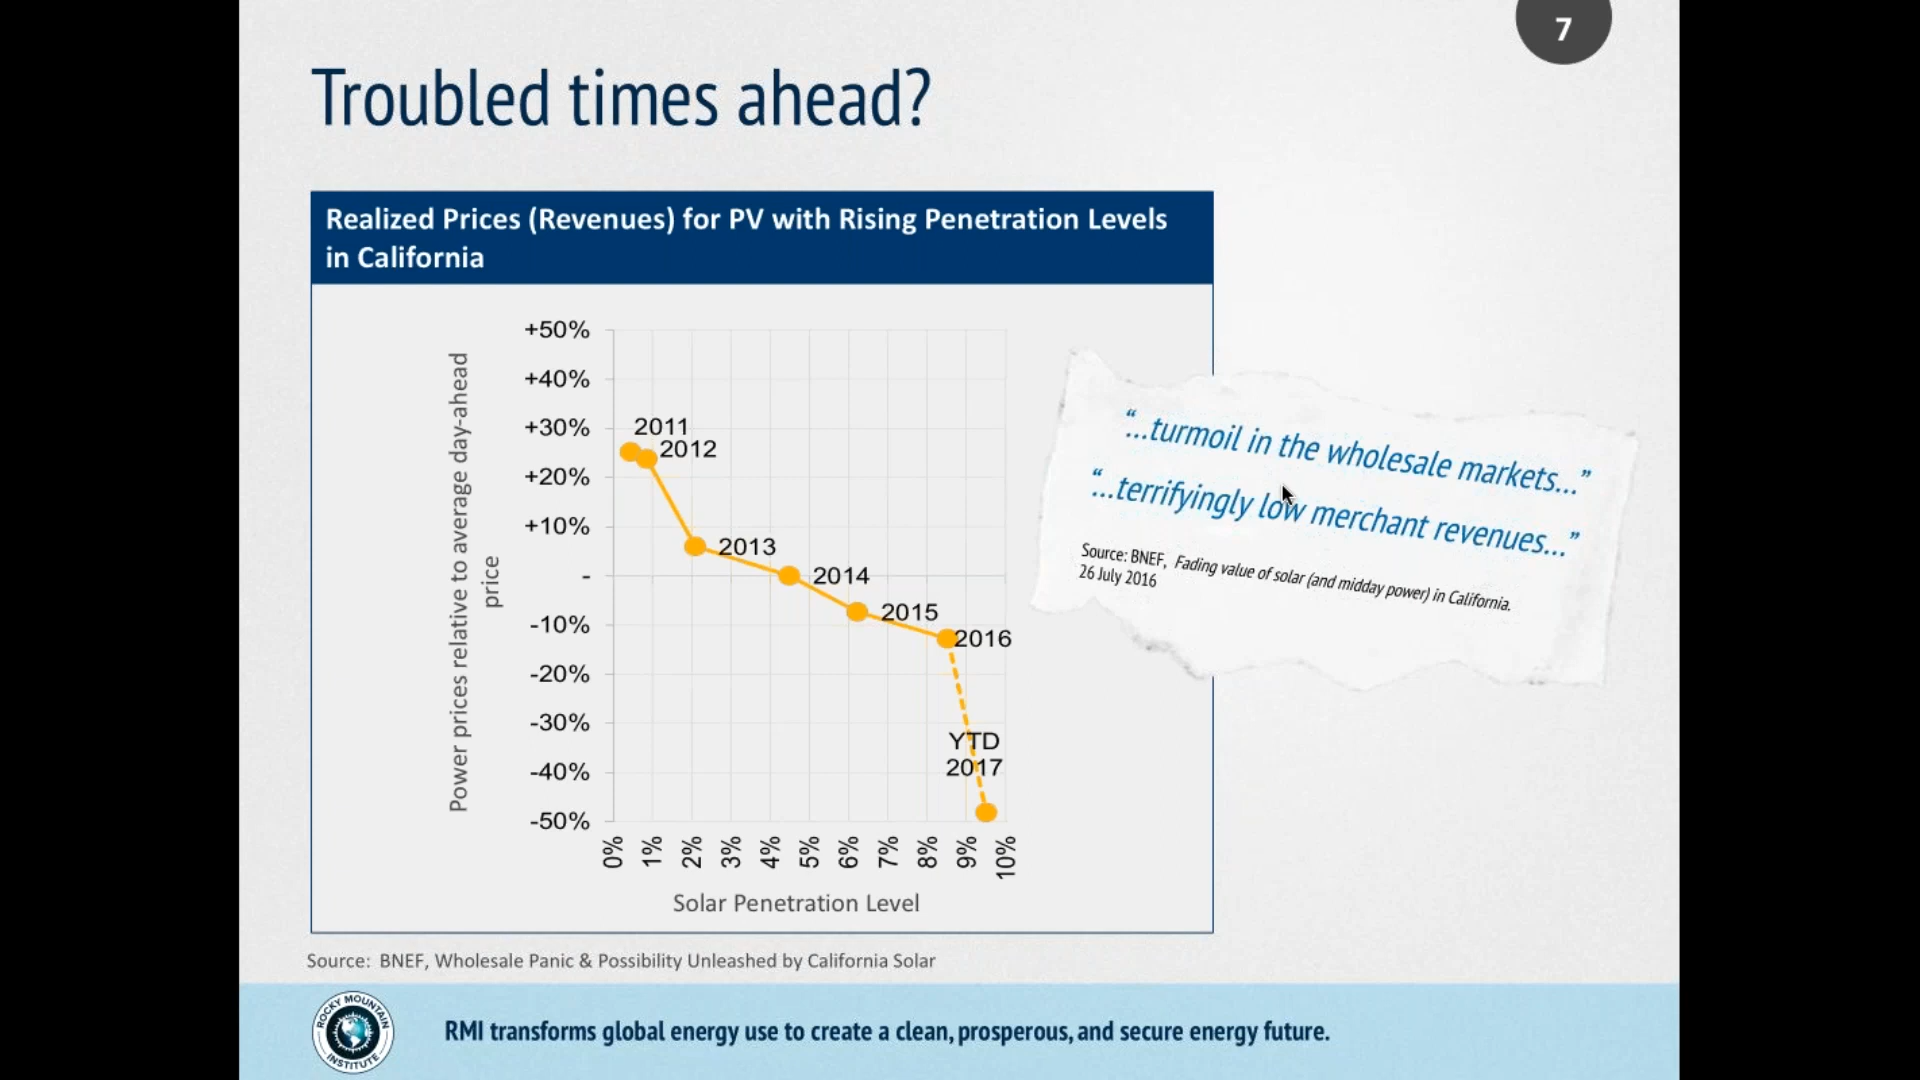 7
Troubled times ahead?
Realized Prices (Revenues) for PV with Rising Penetration Levels
in California
Power prices relative to average day-ahead
price
+50%
+40%
+30%
+20%
+10%
-
-10%
-20%
-30%
-40%
-50%
2011
2012
2013
2014
2015
2016
YTD
2017
0%
1%
2%
3%
4%
5%
6%
7%
8%
9%
10%
Solar Penetration Level
“...turmoil in the wholesale markets...”
“...terrifyingly low merchant revenues...”
Source: BNEF, Fading value of solar (and midday power) in California.
26 July 2016
Source: BNEF, Wholesale Panic & Possibility Unleashed by California Solar
ROCKY MOUNTAIN
INSTITUTE
RMI transforms global energy use to create a clean, prosperous, and secure energy future.